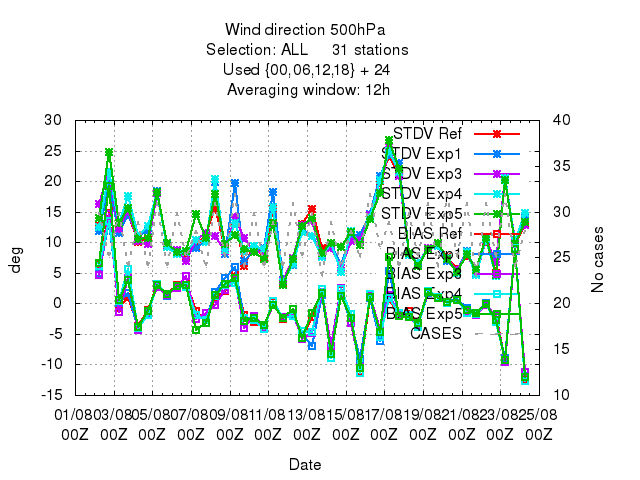 Wind direction 500hPa
Selection: ALL 31 stations
Used {00,06,12,18} + 24
Averaging window: 12h
30 40
25 35
20
15 30
10
5 25
0 20
-5
-10 15
-15 10
deg
No cases
STDV Ref
STDV Exp1
STDV Exp3
STDV Exp4
STDV Exp5
BIAS Ref
BIAS Exp1
BIAS Exp3
BIAS Exp4
BIAS Exp5
CASES
01/08 03/08 05/08 07/08 09/08 11/08 13/08 15/08 17/08 19/08 21/08 23/08 25/08
00Z 00Z 00Z 00Z 00Z 00Z 00Z 00Z 00Z 00Z 00Z 00Z 00Z
Date